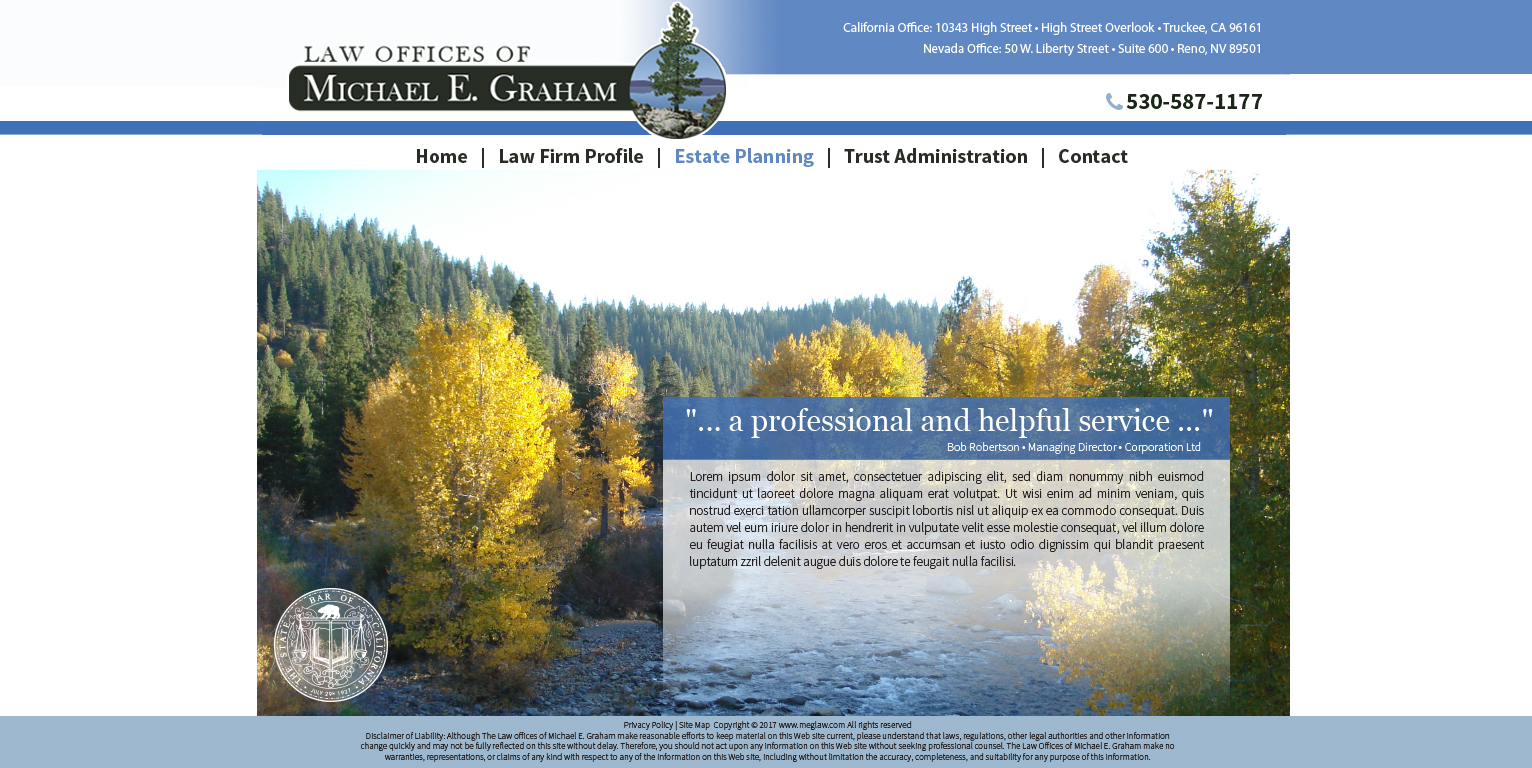 California Office: 10343 High Street • High Street Overlook • Truckee, CA 96161
Nevada Office: 50 W. Liberty Street • Suite 600 • Reno, NV 89501
LAW OFFICES OF
MICHAEL E. GRAHAM
530-587-1177
Home | Law Firm Profile | Estate Planning | Trust Administration | Contact
"... a professional and helpful service ..."
Bob Robertson • Managing Director • Corporation Ltd
Lorem ipsum dolor sit amet, consectetuer adipiscing elit, sed diam nonummy nibh euismod
tincidunt ut laoreet dolore magna aliquam erat volutpat. Ut wisi enim ad minim veniam, quis
nostrud exerci tation ullamcorper suscipit lobortis nisl ut aliquip ex ea commodo consequat. Duis
autem vel eum iriure dolor in hendrerit in vulputate velit esse molestie consequat, vel illum dolore
eu feugiat nulla facilisis at vero eros et accumsan et iusto odio dignissim qui blandit praesent
luptatum zzril delenit augue duis dolore te feugait nulla facilisi.
THE STATE BAR OF CALIFORNIA
JULY 29th 1927
Privacy Policy | Site Map Copyright © 2017 www.meglaw.com All rights reserved
Disclaimer of Liability: Although The Law offices of Michael E. Graham make reasonable efforts to keep material on this Web site current, please understand that laws, regulations, other legal authorities and other information
change quickly and may not be fully reflected on this site without delay. Therefore, you should not act upon any information on this Web site without seeking professional counsel. The Law Offices of Michael E. Graham make no
warranties, representations, or claims of any kind with respect to any of the information on this Web site, including without limitation the accuracy, completeness, and suitability for any purpose of this information.